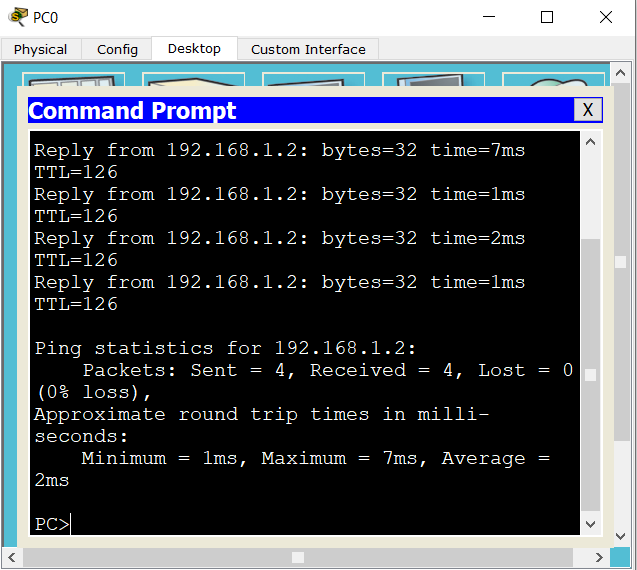 PC0
Physical Config Desktop Custom Interface
Command Prompt X
Reply from 192.168.1.2: bytes=32 time=7ms
TTL=126
Reply from 192.168.1.2: bytes=32 time=1ms
TTL=126
Reply from 192.168.1.2: bytes=32 time=2ms
TTL=126
Reply from 192.168.1.2: bytes=32 time=1ms
TTL=126
Ping statistics for 192.168.1.2:
Packets: Sent = 4, Received = 4, Lost = 0
(0% loss),
Approximate round trip times in milli-
seconds:
Minimum = 1ms, Maximum = 7ms, Average =
2ms
PC>